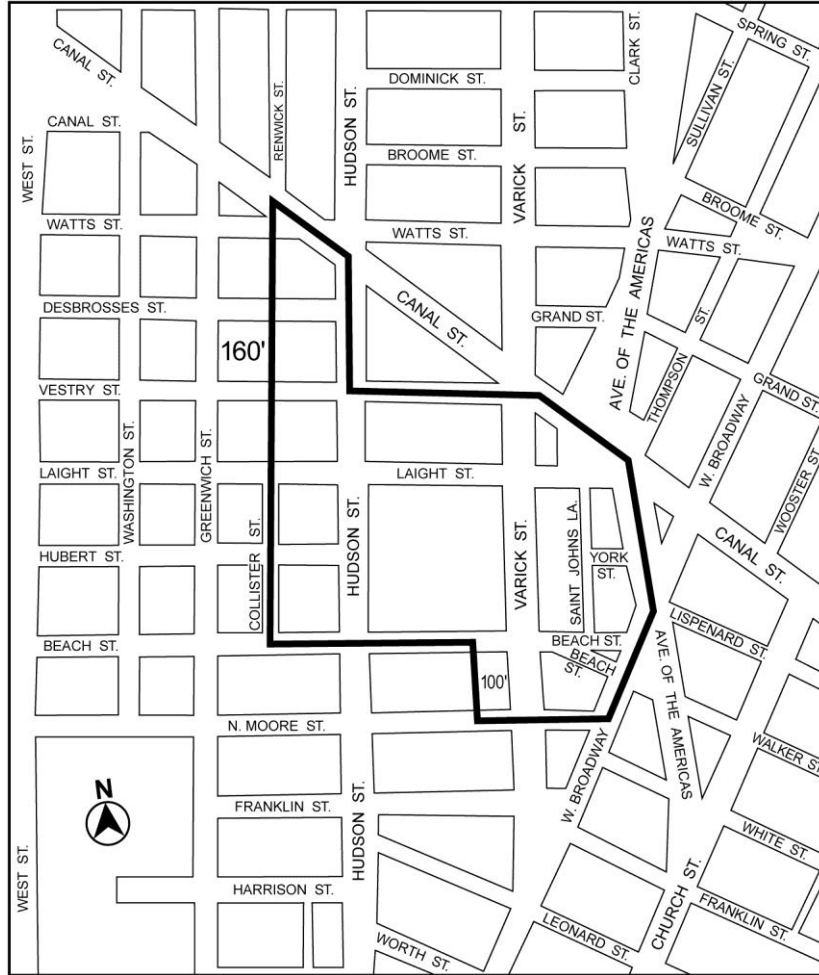 SPRING ST.
CANAL ST.
RENWICK ST.
HUDSON ST.
DOMINICK ST.
CLARK ST.
SULLIVAN ST.
CANAL ST.
WEST ST.
BROOME ST.
VARICK ST.
BROOME ST.
WATTS ST.
WATTS ST.
WATTS ST.
AVE. OF THE AMERICAS
DESBROSSES ST.
CANAL ST.
GRAND ST.
THOMPSON ST.
160'
VESTRY ST.
GRAND ST.
W. BROADWAY
WASHINGTON ST.
GREENWICH ST.
LAIGHT ST.
LAIGHT ST.
WOOSTER ST.
COLLISTER ST.
HUDSON ST.
VARICK ST.
SAINT JOHNS LA.
YORK
ST.
CANAL ST.
HUBERT ST.
LISPENARD ST.
BEACH ST.
BEACH ST.
BEACH
ST.
AVE. OF THE AMERICAS
100'
N. MOORE ST.
WALKER ST.
W. BROADWAY
N
FRANKLIN ST.
HUDSON ST.
WHITE ST.
WEST ST.
HARRISON ST.
CHURCH ST.
FRANKLIN ST.
WORTH ST.
LEONARD ST.